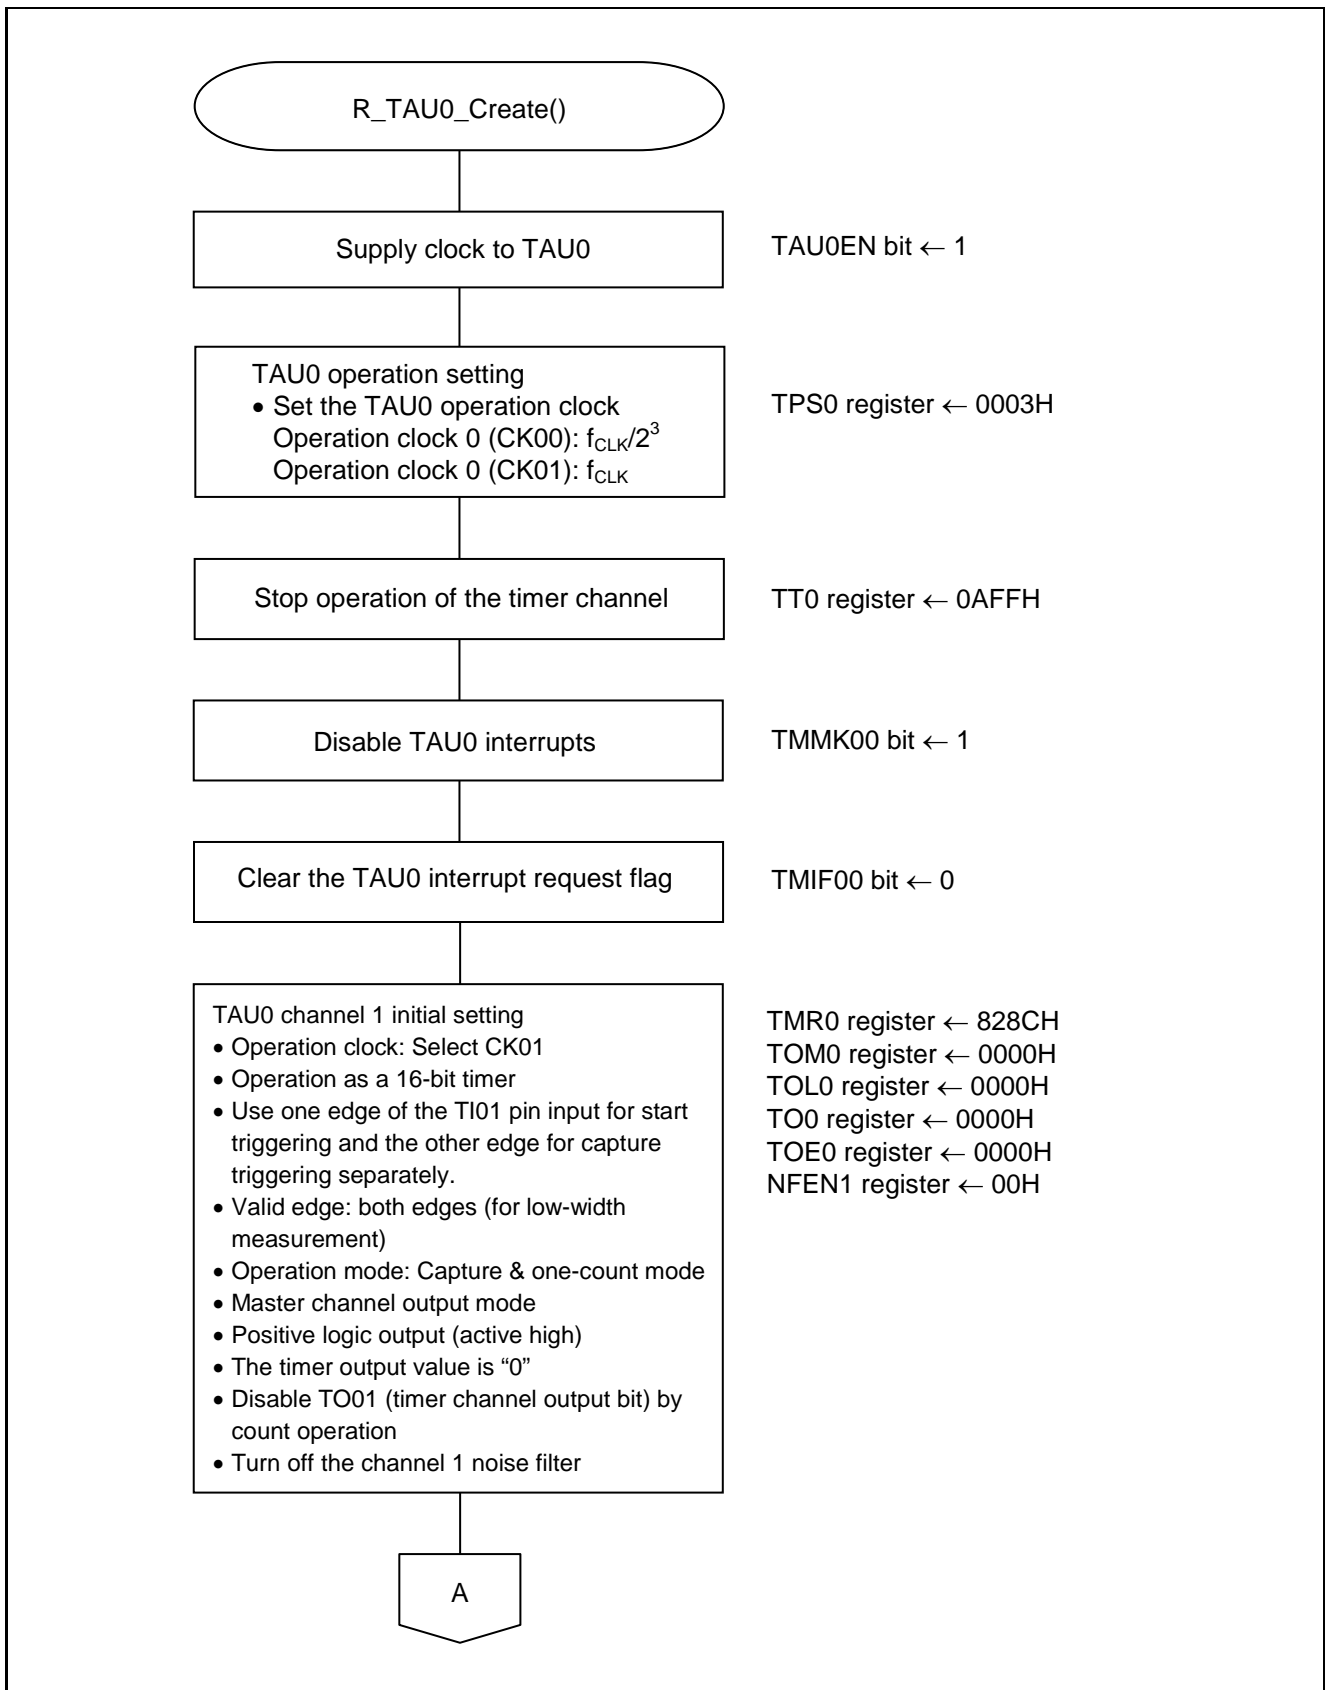 R_TAU0_Create()
Supply clock to TAU0
TAU0EN bit ← 1
TAU0 operation setting
• Set the TAU0 operation clock
Operation clock 0 (CK00): fCLK/2³
Operation clock 0 (CK01): fCLK
TPS0 register ← 0003H
Stop operation of the timer channel
TT0 register ← 0AFFH
Disable TAU0 interrupts
TMMK00 bit ← 1
Clear the TAU0 interrupt request flag
TMIF00 bit ← 0
TAU0 channel 1 initial setting
• Operation clock: Select CK01
• Operation as a 16-bit timer
• Use one edge of the TI01 pin input for start
triggering and the other edge for capture
triggering separately.
• Valid edge: both edges (for low-width
measurement)
• Operation mode: Capture & one-count mode
• Master channel output mode
• Positive logic output (active high)
• The timer output value is “0”
• Disable TO01 (timer channel output bit) by
count operation
• Turn off the channel 1 noise filter
TMR0 register ← 828CH
TOM0 register ← 0000H
TOL0 register ← 0000H
TO0 register ← 0000H
TOE0 register ← 0000H
NFEN1 register ← 00H
A